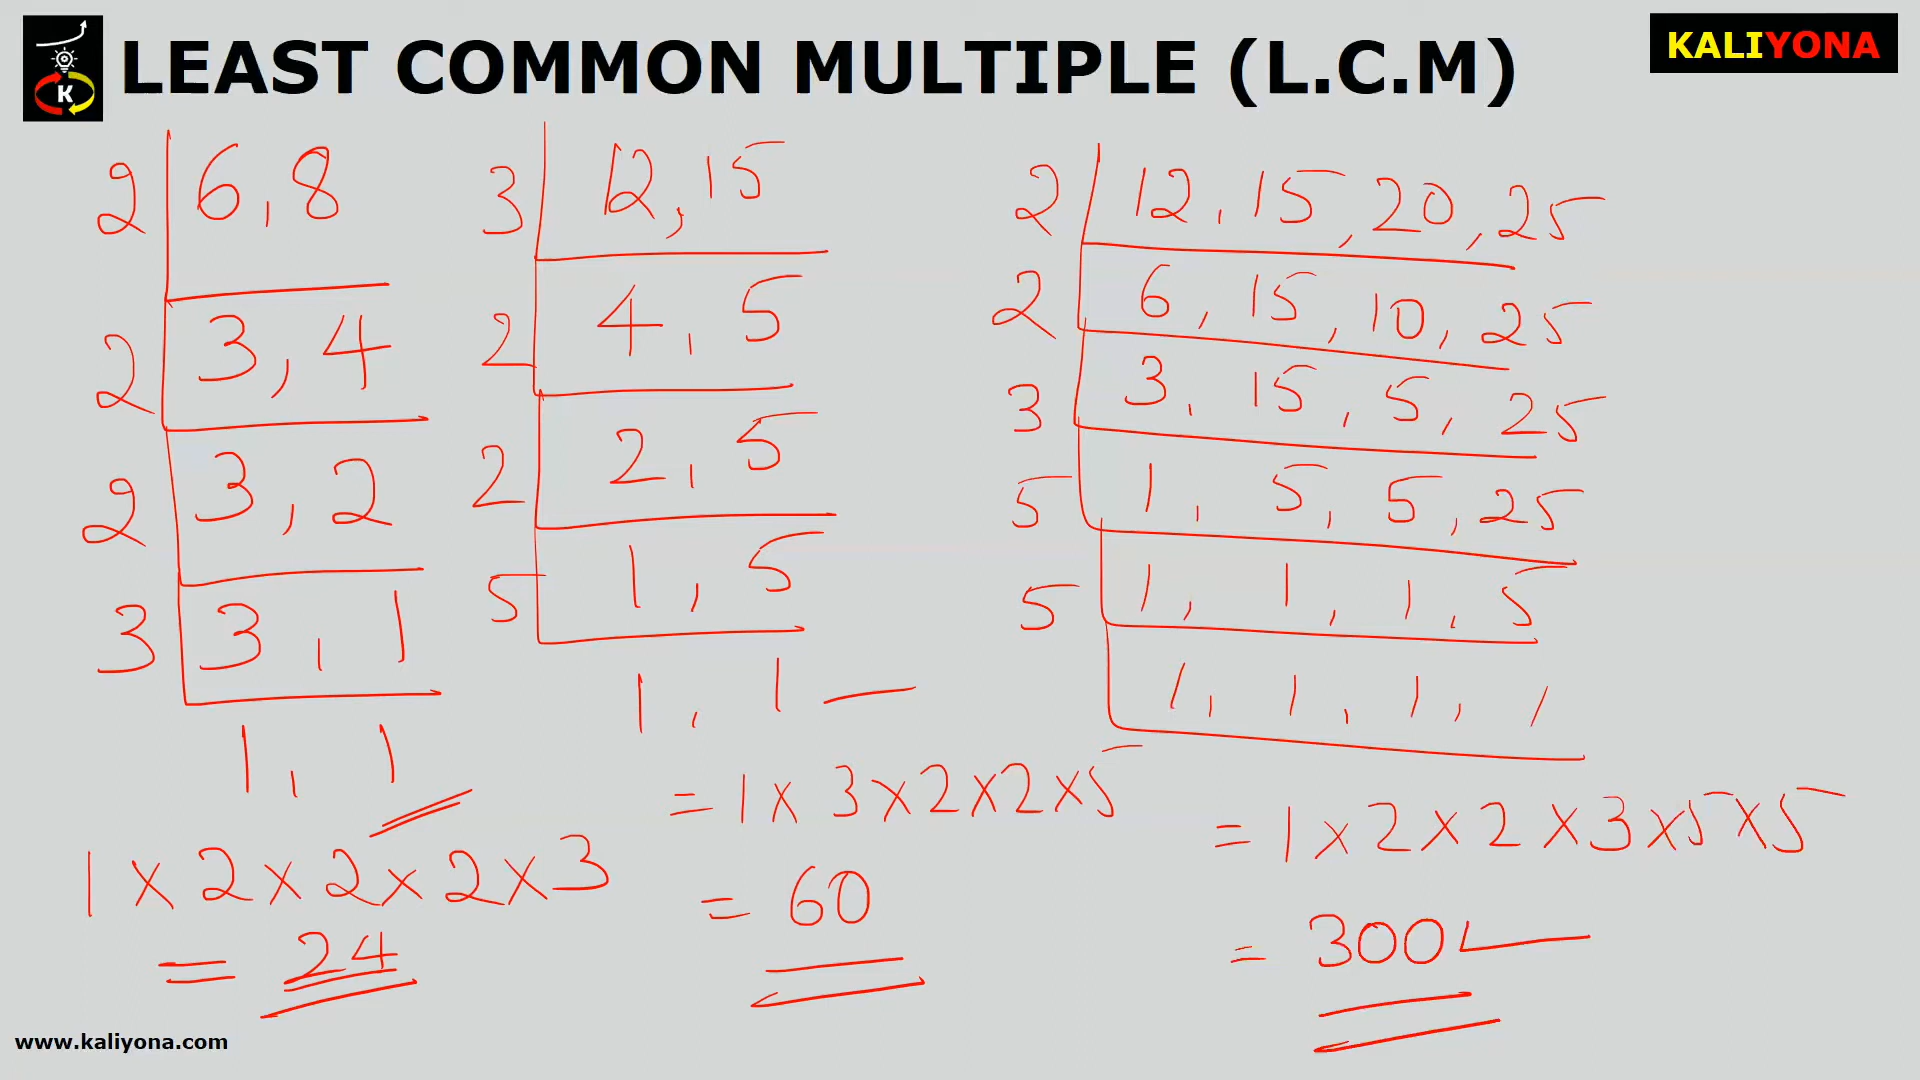 K
LEAST COMMON MULTIPLE (L.C.M)
KALIYONA
2 6, 8
2 3, 4
2 3, 2
3 3, 1
1, 1
1 × 2 × 2 × 2 × 3
= 24
3 12, 15
2 4, 5
2 2, 5
5 1, 5
1, 1
= 1 × 3 × 2 × 2 × 5
= 60
2 12, 15, 20, 25
2 6, 15, 10, 25
3 3, 15, 5, 25
5 1, 5, 5, 25
5 1, 1, 1, 5
1, 1, 1, 1
= 1 × 2 × 2 × 3 × 5 × 5
= 300
www.kaliyona.com